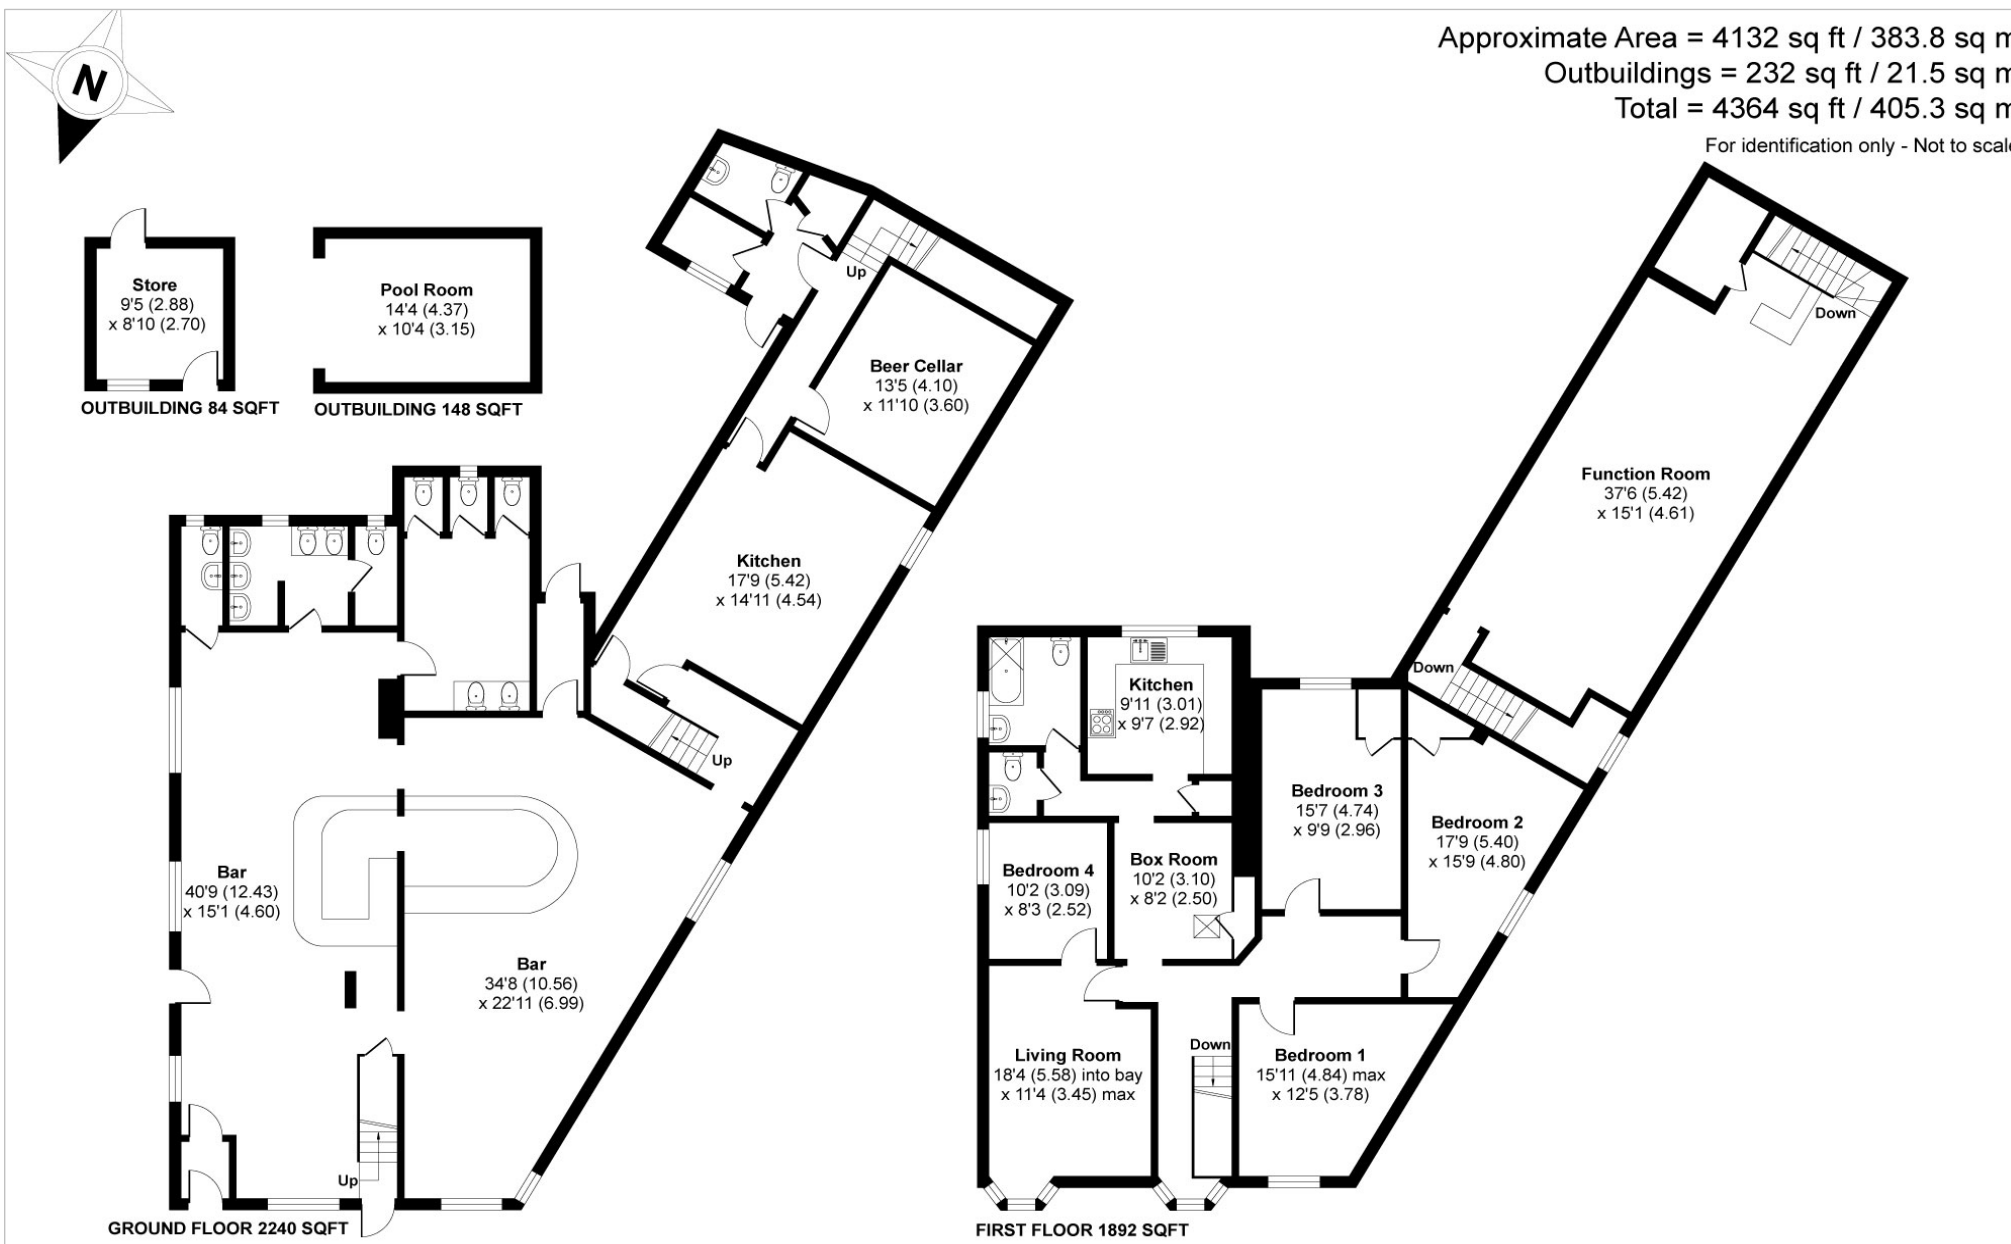 Approximate Area = 4132 sq ft / 383.8 sq m
Outbuildings = 232 sq ft / 21.5 sq m
Total = 4364 sq ft / 405.3 sq m
For identification only - Not to scale
N
Store
9'5 (2.88)
x 8'10 (2.70)
OUTBUILDING 84 SQFT
Pool Room
14'4 (4.37)
x 10'4 (3.15)
OUTBUILDING 148 SQFT
Up
Beer Cellar
13'5 (4.10)
x 11'10 (3.60)
Kitchen
17'9 (5.42)
x 14'11 (4.54)
Up
Bar
40'9 (12.43)
x 15'1 (4.60)
Bar
34'8 (10.56)
x 22'11 (6.99)
Up
GROUND FLOOR 2240 SQFT
Down
Function Room
37'6 (5.42)
x 15'1 (4.61)
Down
Kitchen
9'11 (3.01)
x 9'7 (2.92)
Bedroom 3
15'7 (4.74)
x 9'9 (2.96)
Bedroom 2
17'9 (5.40)
x 15'9 (4.80)
Bedroom 4
10'2 (3.09)
x 8'3 (2.52)
Box Room
10'2 (3.10)
x 8'2 (2.50)
Living Room
18'4 (5.58) into bay
x 11'4 (3.45) max
Down
Bedroom 1
15'11 (4.84) max
x 12'5 (3.78)
FIRST FLOOR 1892 SQFT